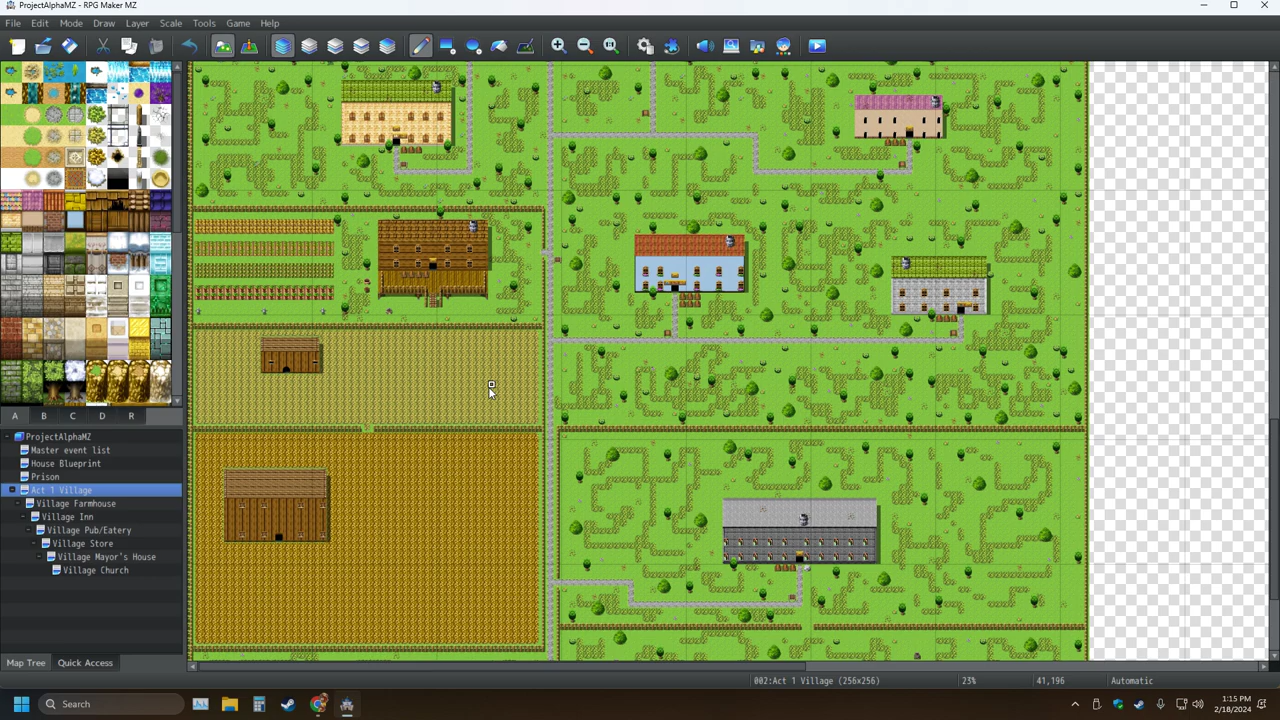 ProjectAlphaMZ - RPG Maker MZ
File Edit Mode Draw Layer Scale Tools Game Help
A B C D R
ProjectAlphaMZ
Master event list
House Blueprint
Prison
Act 1 Village
Village Farmhouse
Village Inn
Village Pub/Eatery
Village Store
Village Mayor's House
Village Church
Map Tree Quick Access
002:Act 1 Village (256x256) 23% 41,196 Automatic
Search
1:15 PM
2/18/2024